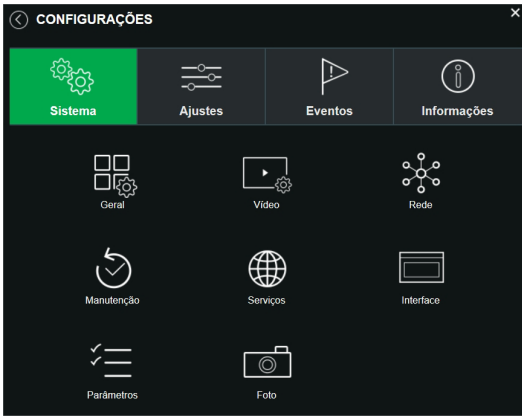 CONFIGURAÇÕES
Sistema
Ajustes
Eventos
Informações
Geral
Vídeo
Rede
Manutenção
Serviços
Interface
Parâmetros
Foto